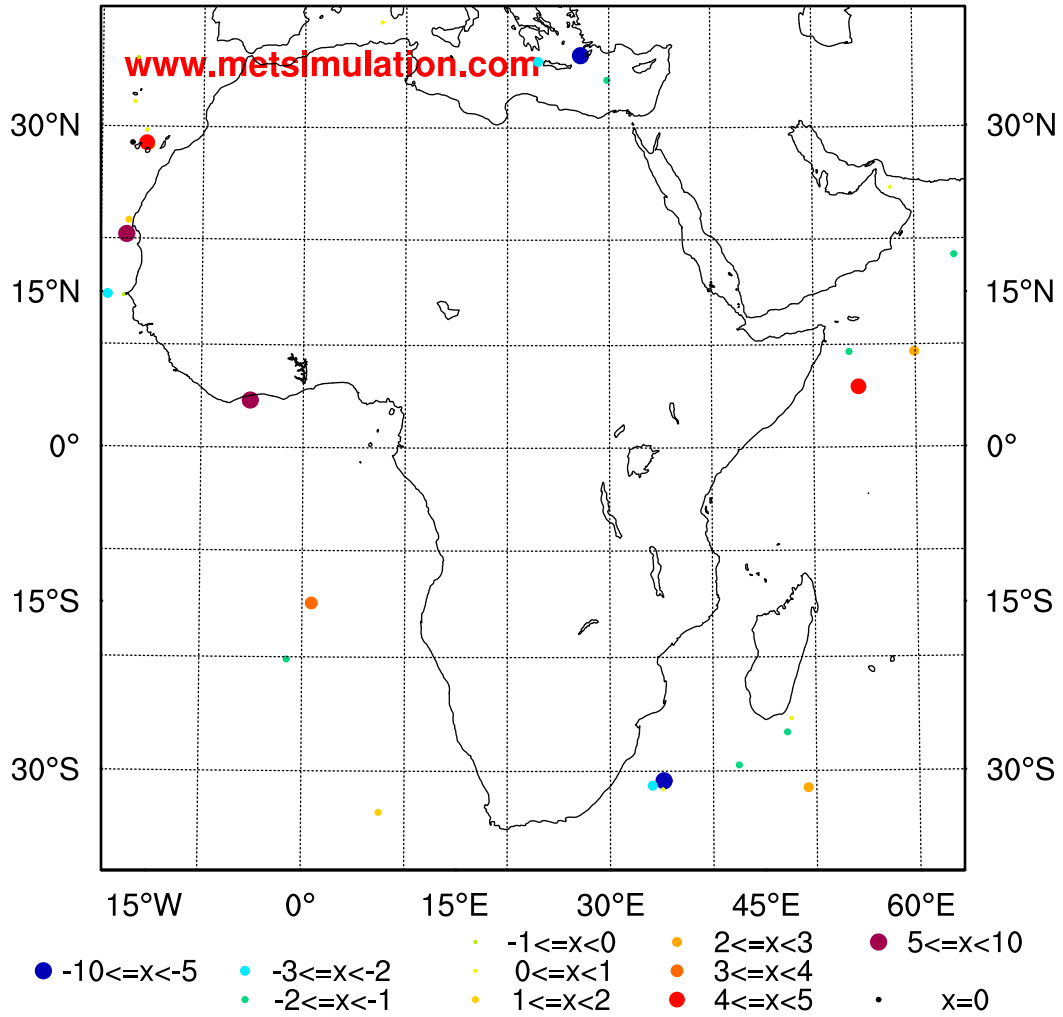 www.metsimulation.com
30°N 30°N
15°N 15°N
0° 0°
15°S 15°S
30°S 30°S
15°W 0° 15°E 30°E 45°E 60°E
-1<=x<0 2<=x<3 5<=x<10
-10<=x<-5 -3<=x<-2 0<=x<1 3<=x<4
-2<=x<-1 1<=x<2 4<=x<5 x=0